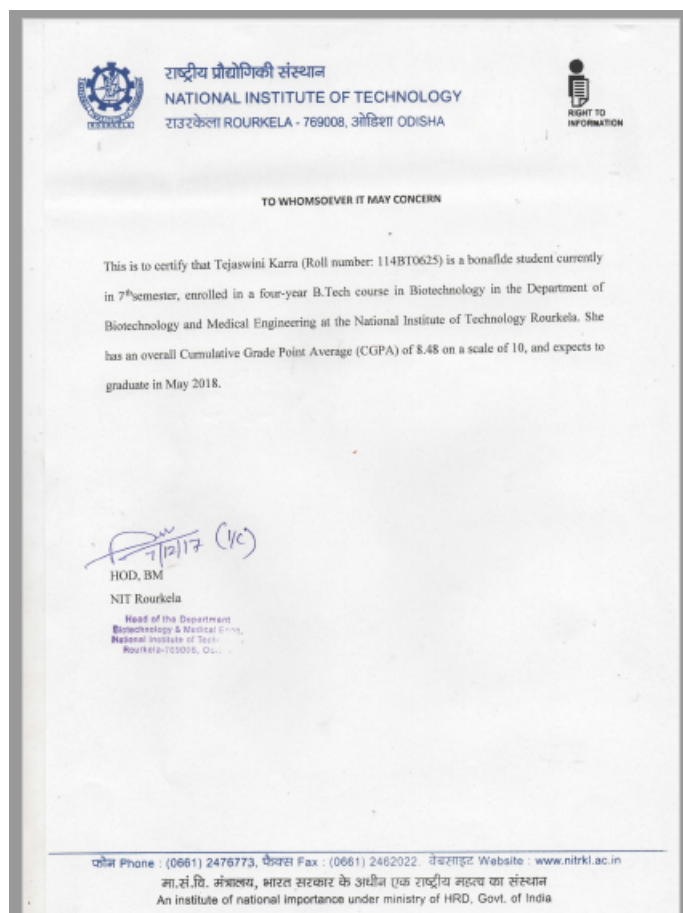 राष्ट्रीय प्रौद्योगिकी संस्थान
NATIONAL INSTITUTE OF TECHNOLOGY
राउरकेला ROURKELA - 769008, ओडिशा ODISHA
ROURKELA
RIGHT TO
INFORMATION
TO WHOMSOEVER IT MAY CONCERN
This is to certify that Tejaswini Karra (Roll number: 114BT0625) is a bonafide student currently
in 7th semester, enrolled in a four-year B.Tech course in Biotechnology in the Department of
Biotechnology and Medical Engineering at the National Institute of Technology Rourkela. She
has an overall Cumulative Grade Point Average (CGPA) of 8.48 on a scale of 10, and expects to
graduate in May 2018.
7/12/17 (I/C)
HOD, BM
NIT Rourkela
Head of the Department
Biotechnology & Medical Engg.
National Institute of
Rourkela-769008,
फोन Phone : (0661) 2476773, फैक्स Fax : (0661) 2462022. वेबसाइट Website : www.nitrkl.ac.in
मा.सं.वि. मंत्रालय, भारत सरकार के अधीन एक राष्ट्रीय महत्व का संस्थान
An institute of national importance under ministry of HRD, Govt. of India